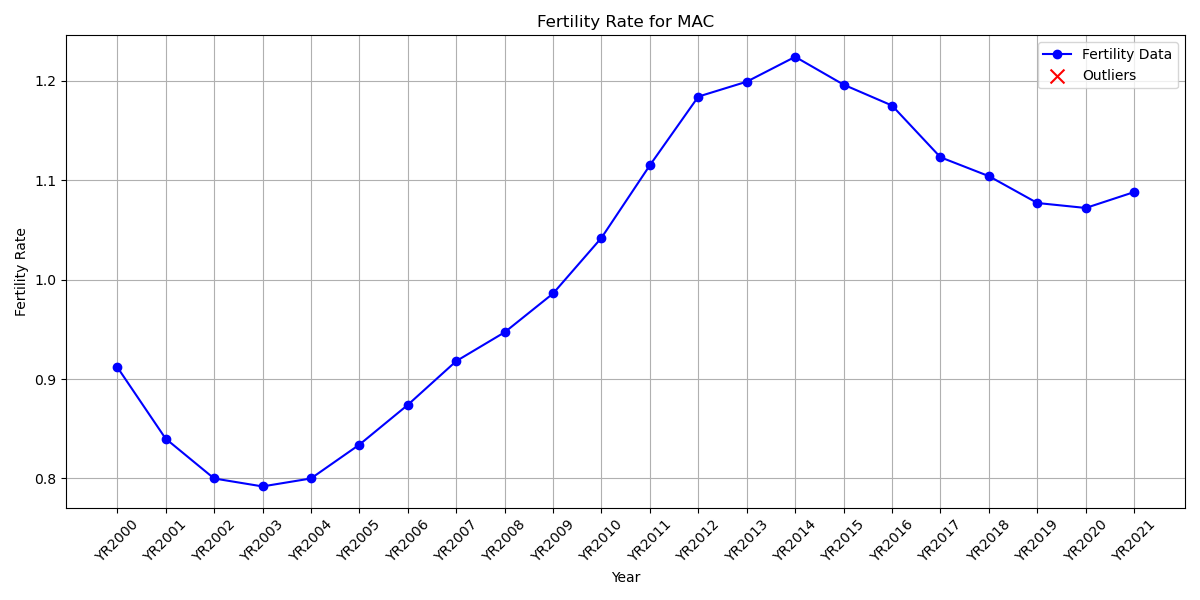 Fertility Rate for MAC
Fertility Data
Outliers
1.2
1.1
1.0
0.9
0.8
Fertility Rate
YR2000
YR2001
YR2002
YR2003
YR2004
YR2005
YR2006
YR2007
YR2008
YR2009
YR2010
YR2011
YR2012
YR2013
YR2014
YR2015
YR2016
YR2017
YR2018
YR2019
YR2020
YR2021
Year